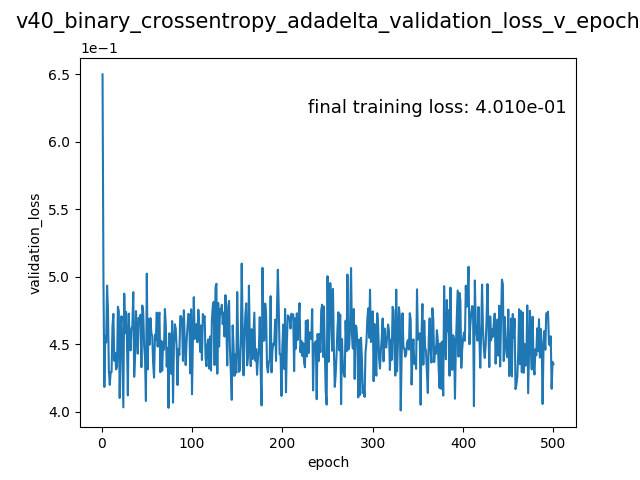 v40_binary_crossentropy_adadelta_validation_loss_v_epoch
1e−1
6.5
final training loss: 4.010e-01
6.0
5.5
validation_loss
5.0
4.5
4.0
0 100 200 300 400 500
epoch